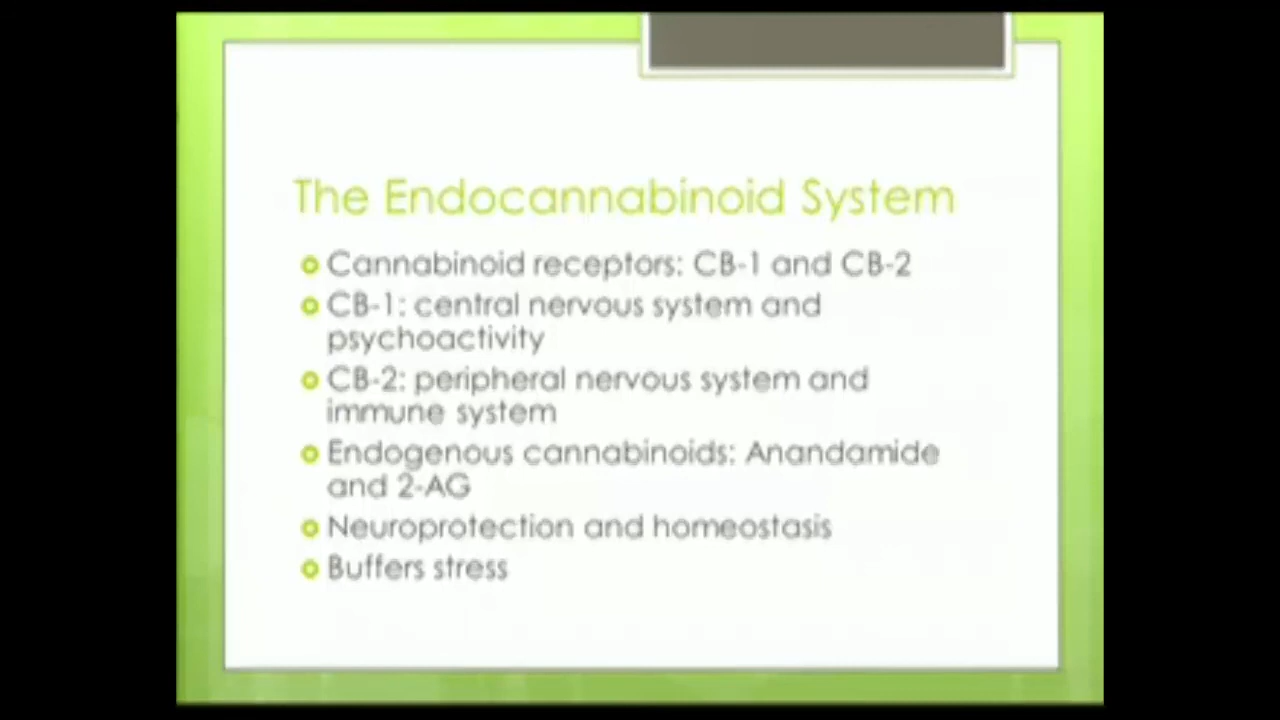 The Endocannabinoid System
Cannabinoid receptors: CB-1 and CB-2
CB-1: central nervous system and
psychoactivity
CB-2: peripheral nervous system and
immune system
Endogenous cannabinoids: Anandamide
and 2-AG
Neuroprotection and homeostasis
Buffers stress